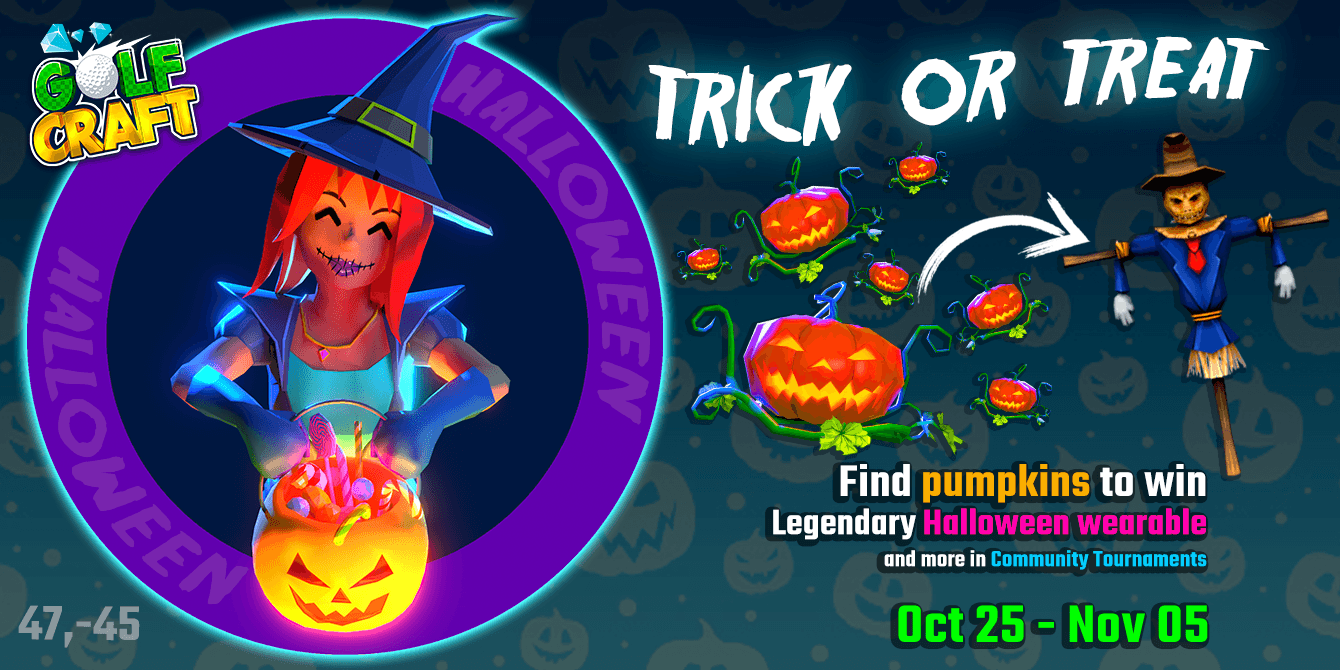 GOLF
CRAFT
HALLOWEEN
HALLOWEEN
TRICK OR TREAT
Find pumpkins to win
Legendary Halloween wearable
and more in Community Tournaments
Oct 25 - Nov 05
47,-45